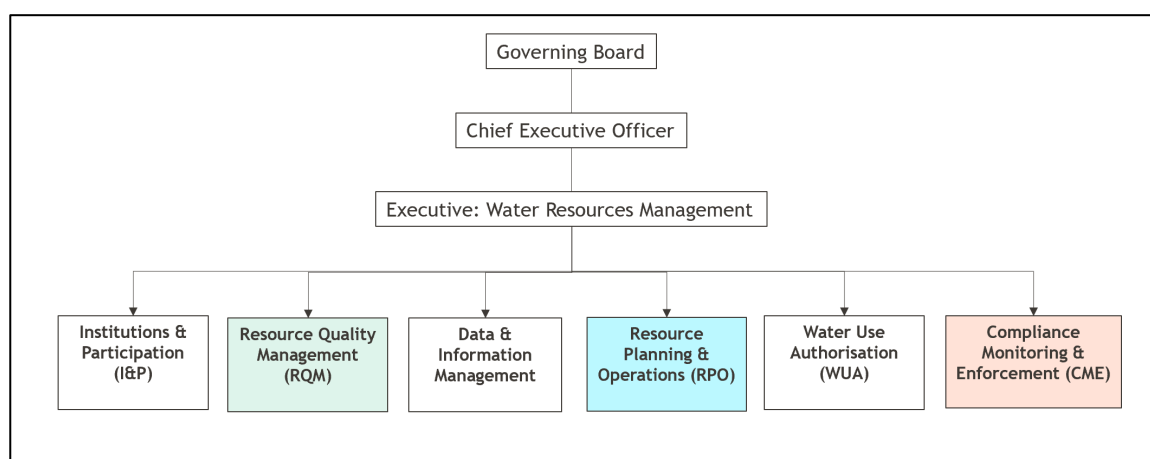 Governing Board
Chief Executive Officer
Executive: Water Resources Management
Institutions &
Participation
(I&P)
Resource Quality
Management
(RQM)
Data &
Information
Management
Resource
Planning &
Operations (RPO)
Water Use
Authorisation
(WUA)
Compliance
Monitoring &
Enforcement (CME)